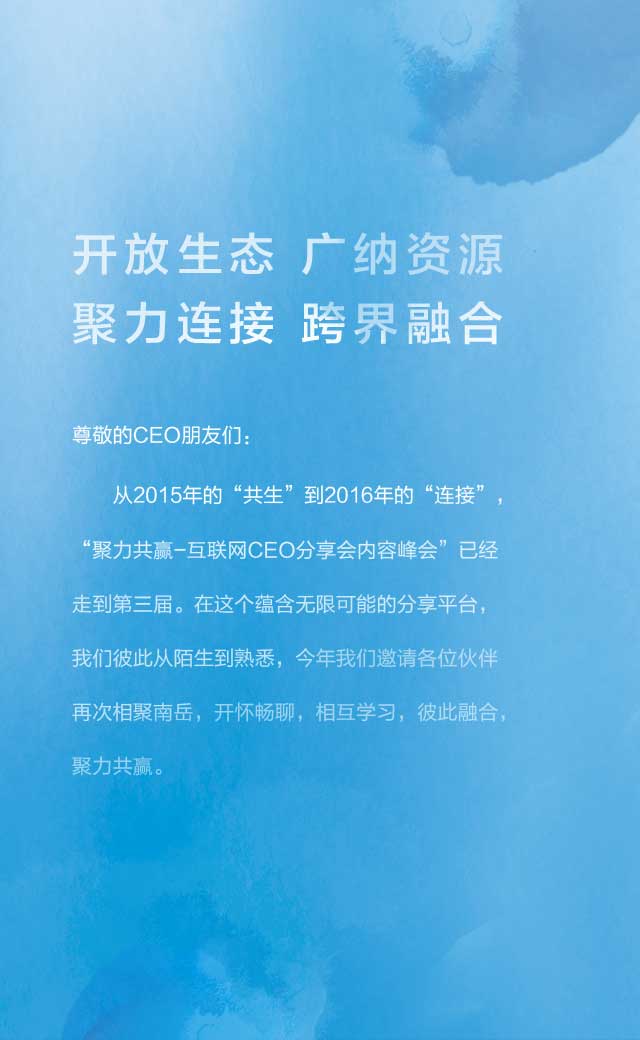 开放生态 广纳资源
聚力连接 跨界融合
尊敬的CEO朋友们：
从2015年的“共生”到2016年的“连接”，
“聚力共赢-互联网CEO分享会内容峰会”已经
走到第三届。在这个蕴含无限可能的分享平台，
我们彼此从陌生到熟悉，今年我们邀请各位伙伴
再次相聚南岳，开怀畅聊，相互学习，彼此融合，
聚力共赢。